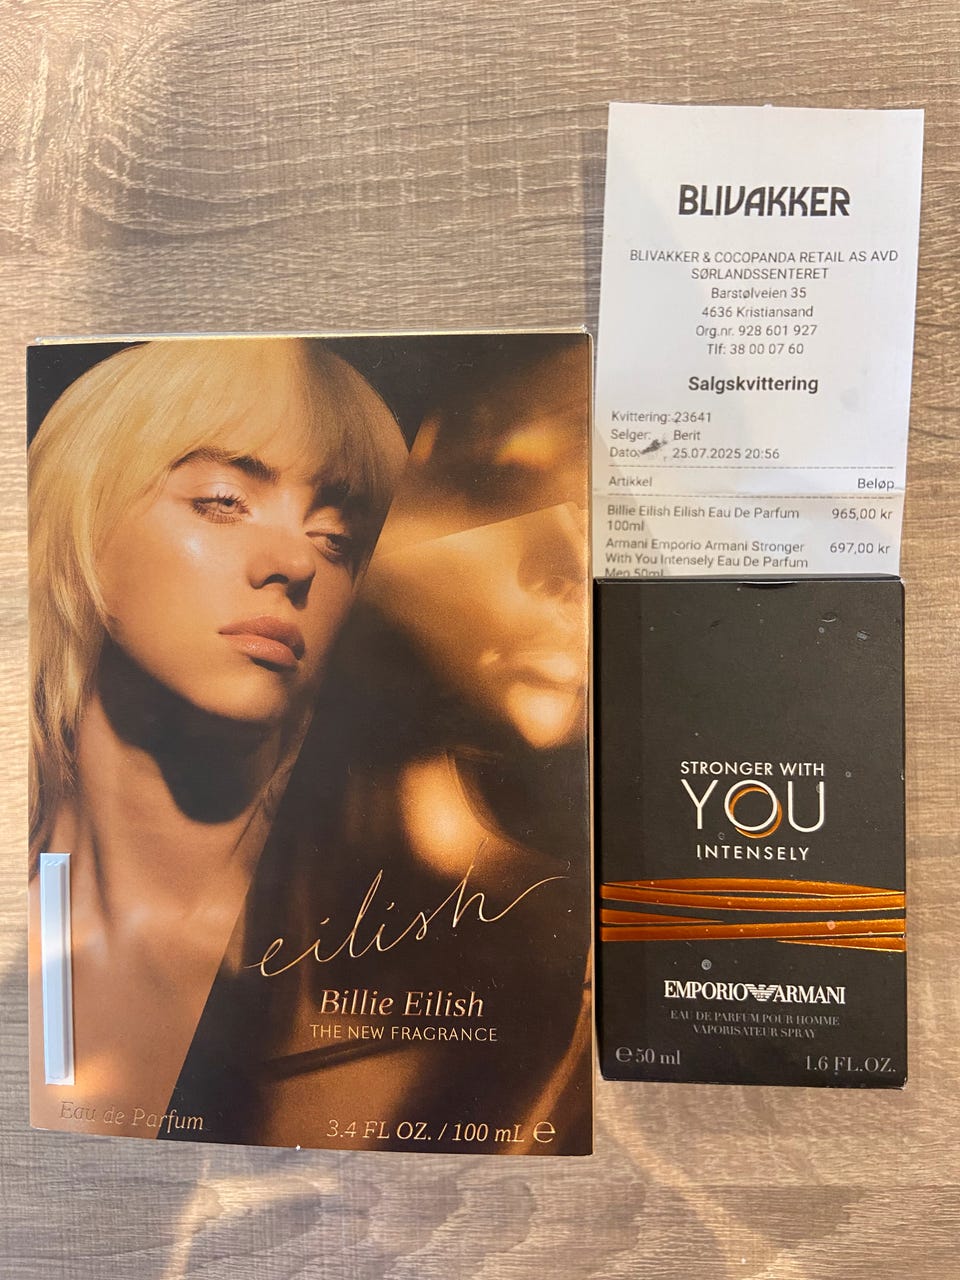 BLIVAKKER
BLIVAKKER & COCOPANDA RETAIL AS AVD
SØRLANDSSENTERET
Barstølveien 35
4636 Kristiansand
Org.nr. 928 601 927
Tlf: 38 00 07 60
Salgskvittering
Kvittering: 23641
Selger: Berit
Dato: 25.07.2025 20:56
Artikkel Beløp
Billie Eilish Eilish Eau De Parfum 965,00 kr
100ml
Armani Emporio Armani Stronger 697,00 kr
With You Intensely Eau De Parfum
Men 50ml
eilish
Billie Eilish
THE NEW FRAGRANCE
Eau de Parfum
3.4 FL OZ. / 100 mL ℮
STRONGER WITH
YOU
INTENSELY
EMPORIO ARMANI
EAU DE PARFUM POUR HOMME
VAPORISATEUR SPRAY
℮ 50 ml 1.6 FL.OZ.